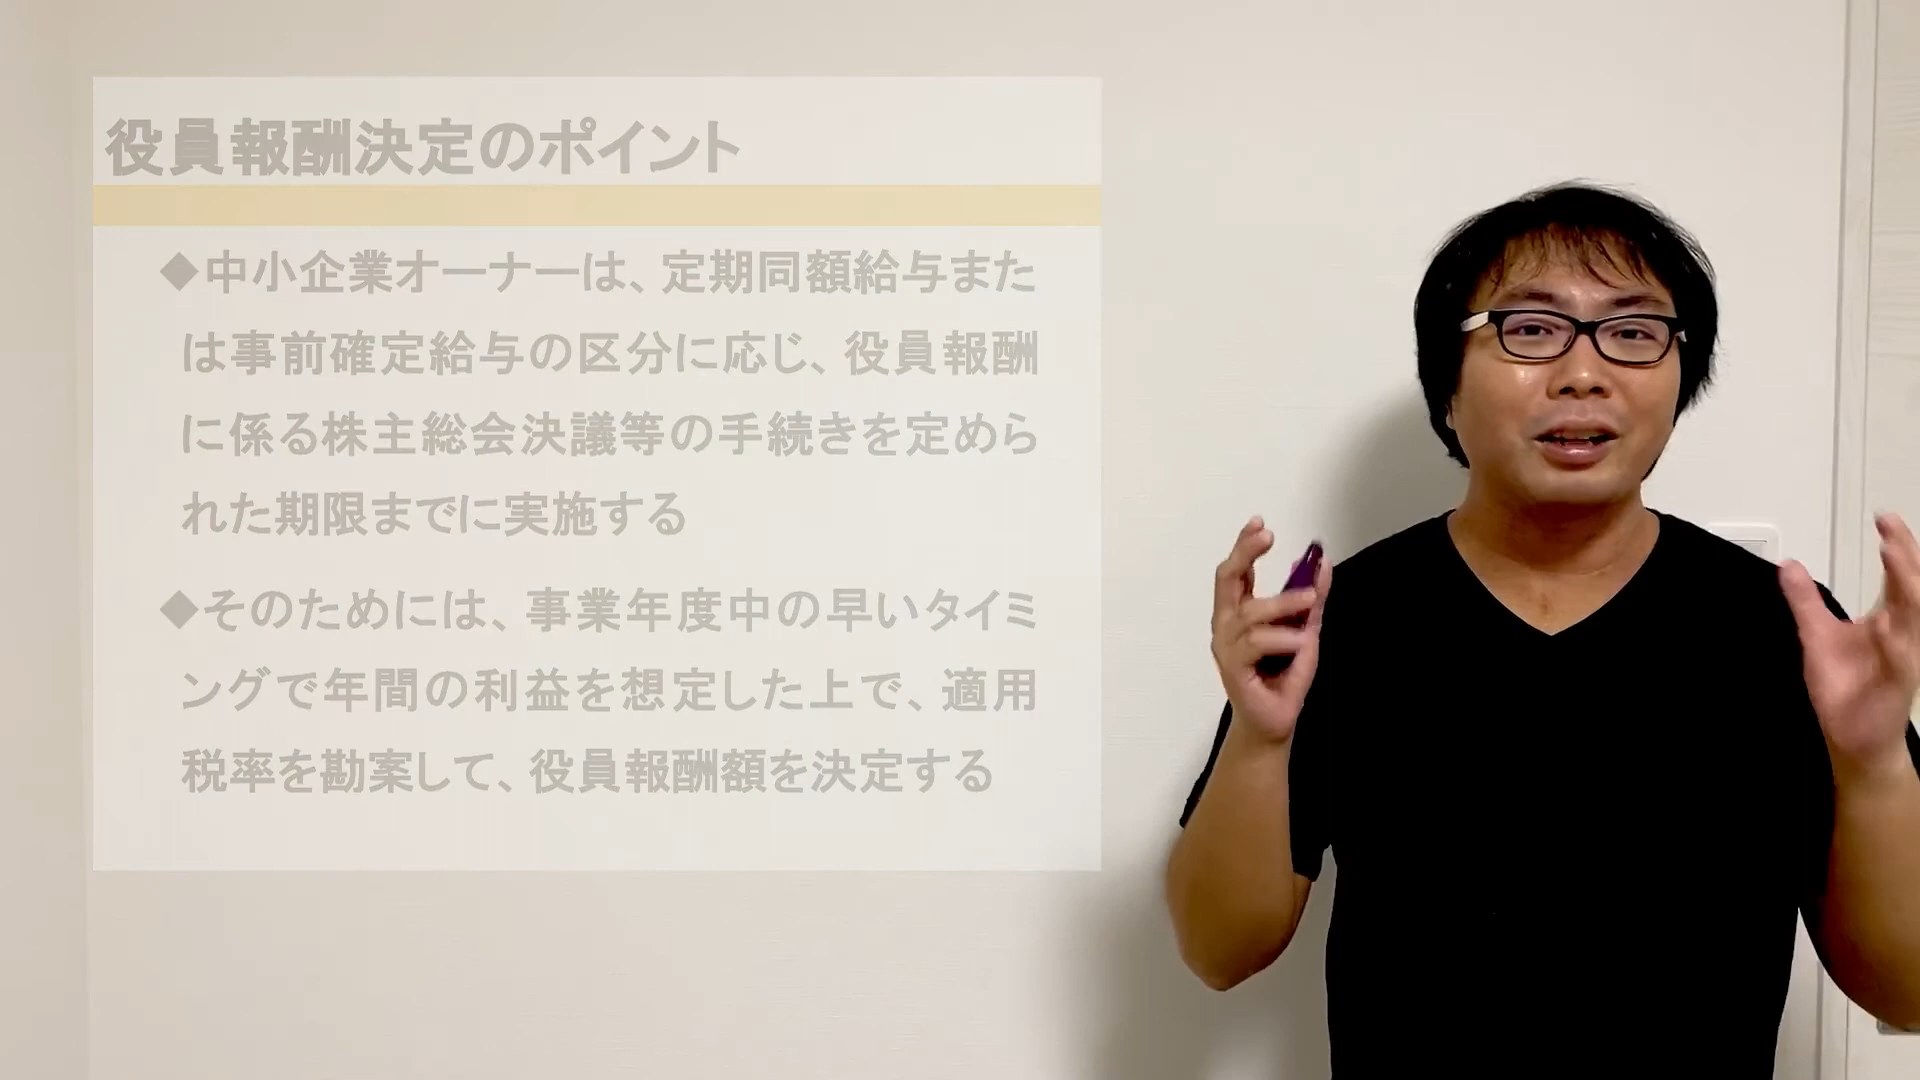 役員報酬決定のポイント
◆中小企業オーナーは、定期同額給与また
は事前確定給与の区分に応じ、役員報酬
に係る株主総会決議等の手続きを定めら
れた期限までに実施する
◆そのためには、事業年度中の早いタイミ
ングで年間の利益を想定した上で、適用
税率を勘案して、役員報酬額を決定する